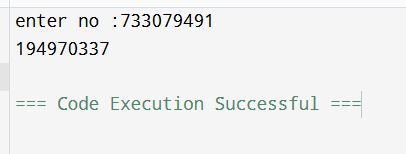 enter no :733079491
194970337
=== Code Execution Successful ===